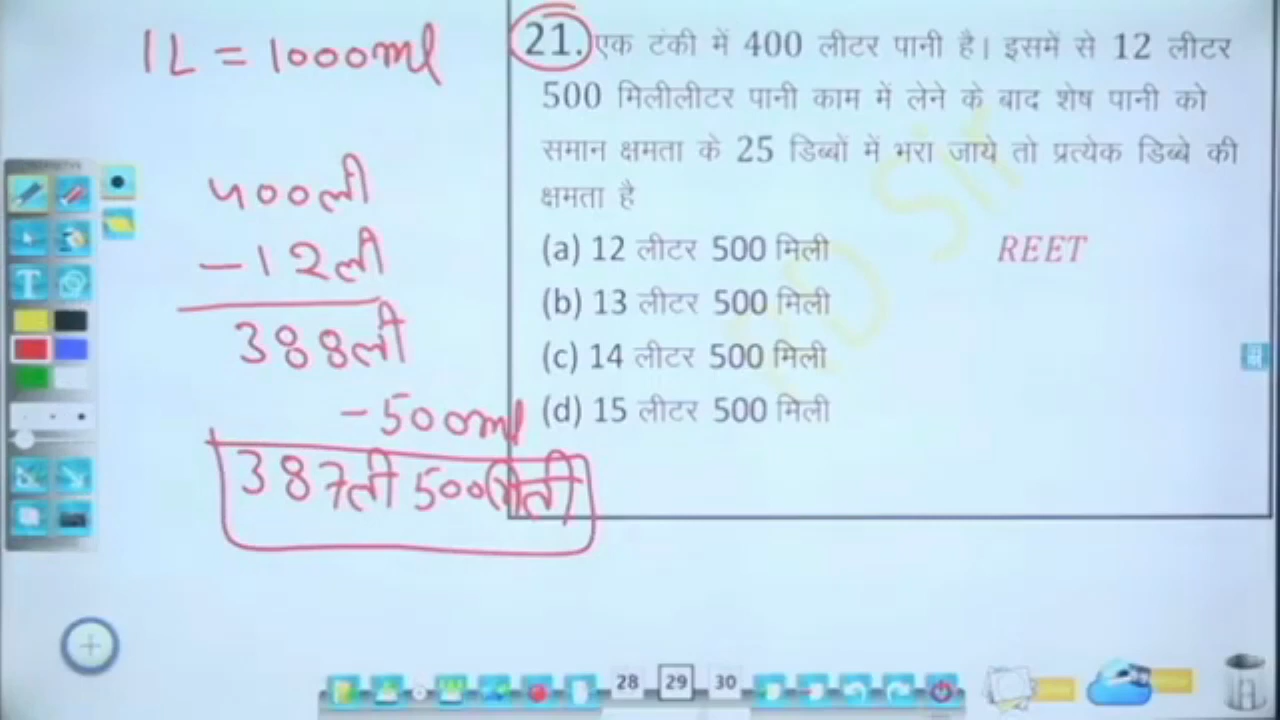 1L = 1000ml
400ली
-12ली
388ली
-500ml
387ली 500मिली
21. एक टंकी में 400 लीटर पानी है। इसमें से 12 लीटर
500 मिलीलीटर पानी काम में लेने के बाद शेष पानी को
समान क्षमता के 25 डिब्बों में भरा जाये तो प्रत्येक डिब्बे की
क्षमता है
(a) 12 लीटर 500 मिली
REET
(b) 13 लीटर 500 मिली
(c) 14 लीटर 500 मिली
(d) 15 लीटर 500 मिली
28 29 30